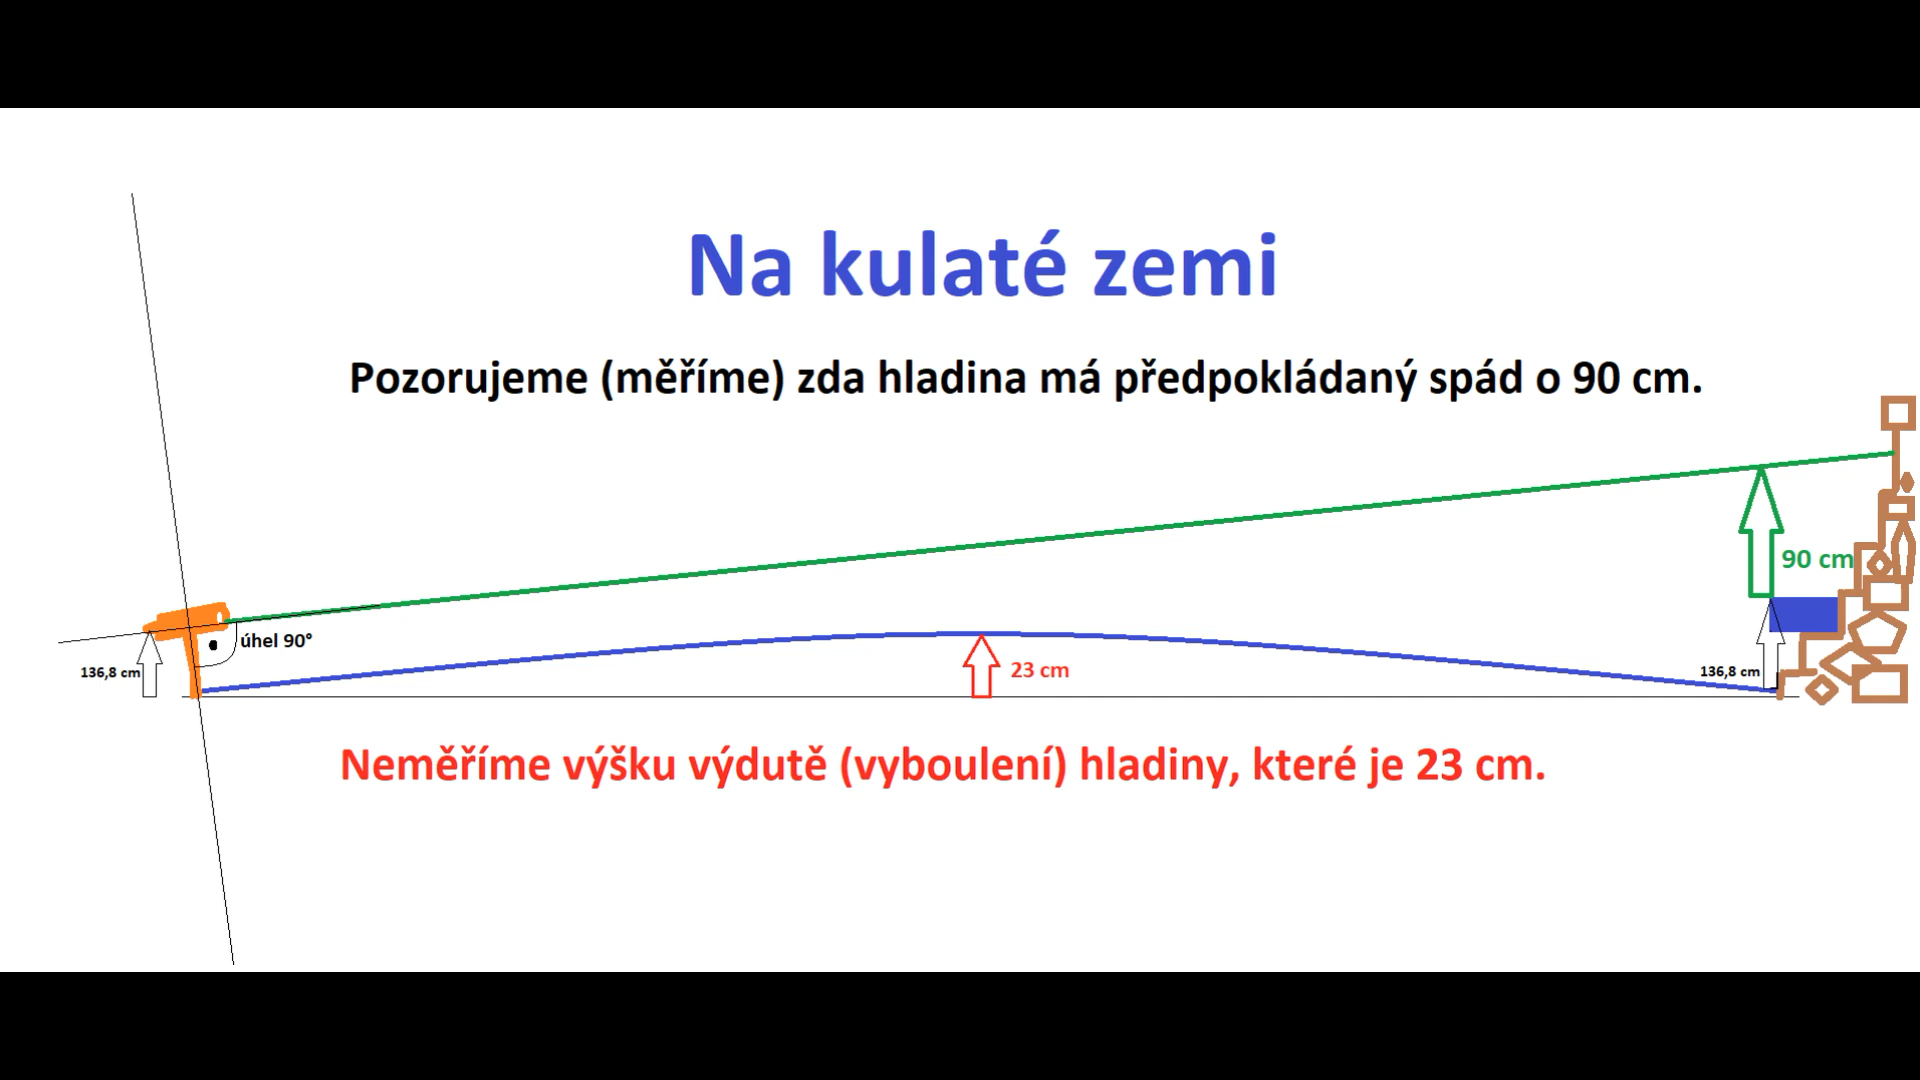 Na kulaté zemi
Pozorujeme (měříme) zda hladina má předpokládaný spád o 90 cm.
90 cm
úhel 90°
136,8 cm
23 cm
136,8 cm
Neměříme výšku výdutě (vyboulení) hladiny, které je 23 cm.